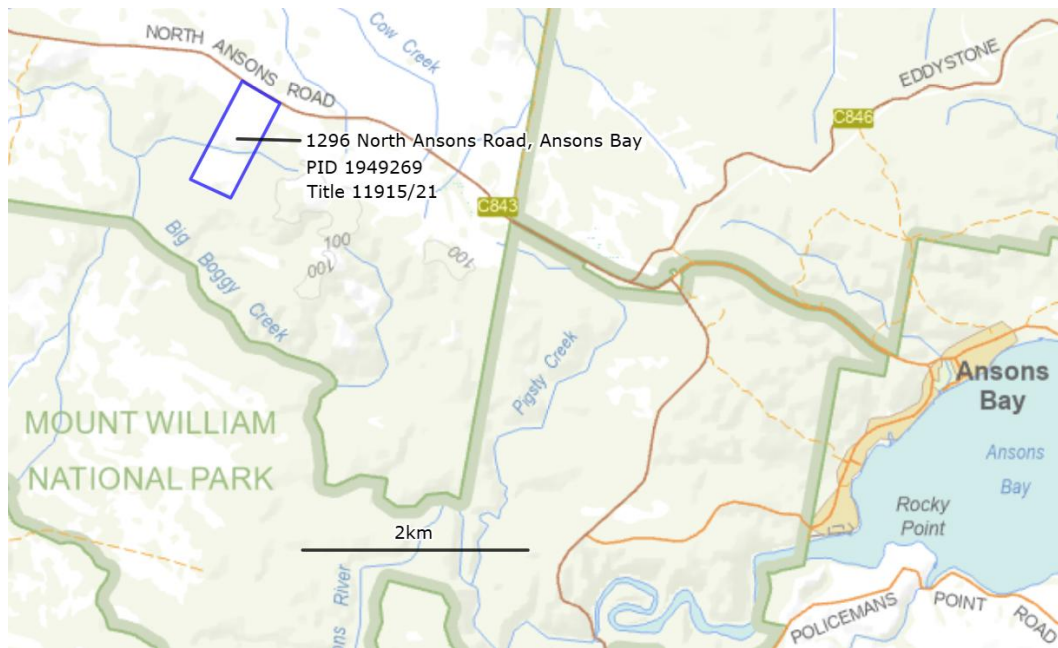 NORTH ANSONS ROAD
Cow Creek
EDDYSTONE
C846
1296 North Ansons Road, Ansons Bay
PID 1949269
Title 11915/21
C843
Big Boggy Creek
100
100
100
Pigsty Creek
Ansons
Bay
MOUNT WILLIAM
NATIONAL PARK
Ansons
Bay
Rocky
Point
2km
ons River
POLICEMANS POINT ROAD